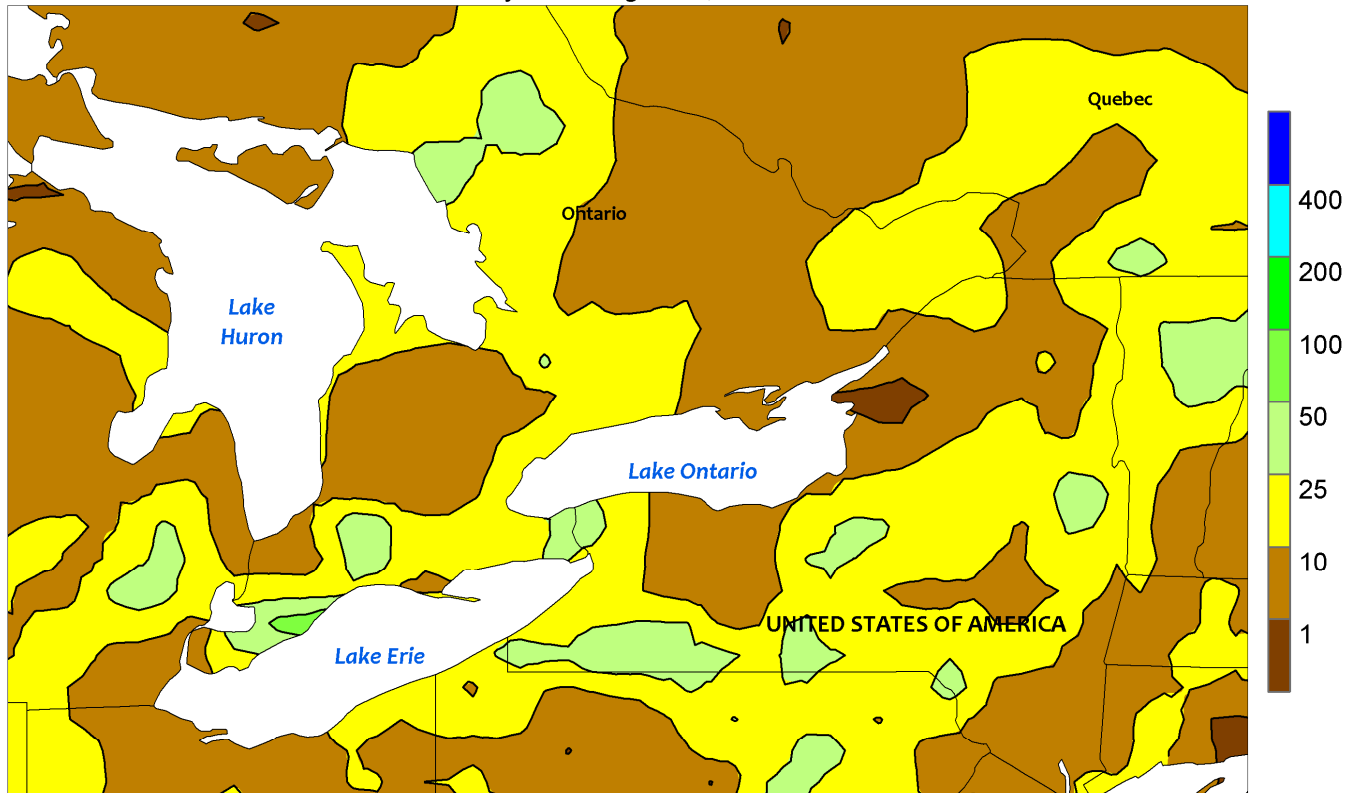 Quebec
Ontario
Lake
Huron
Lake Ontario
UNITED STATES OF AMERICA
Lake Erie
400
200
100
50
25
10
1